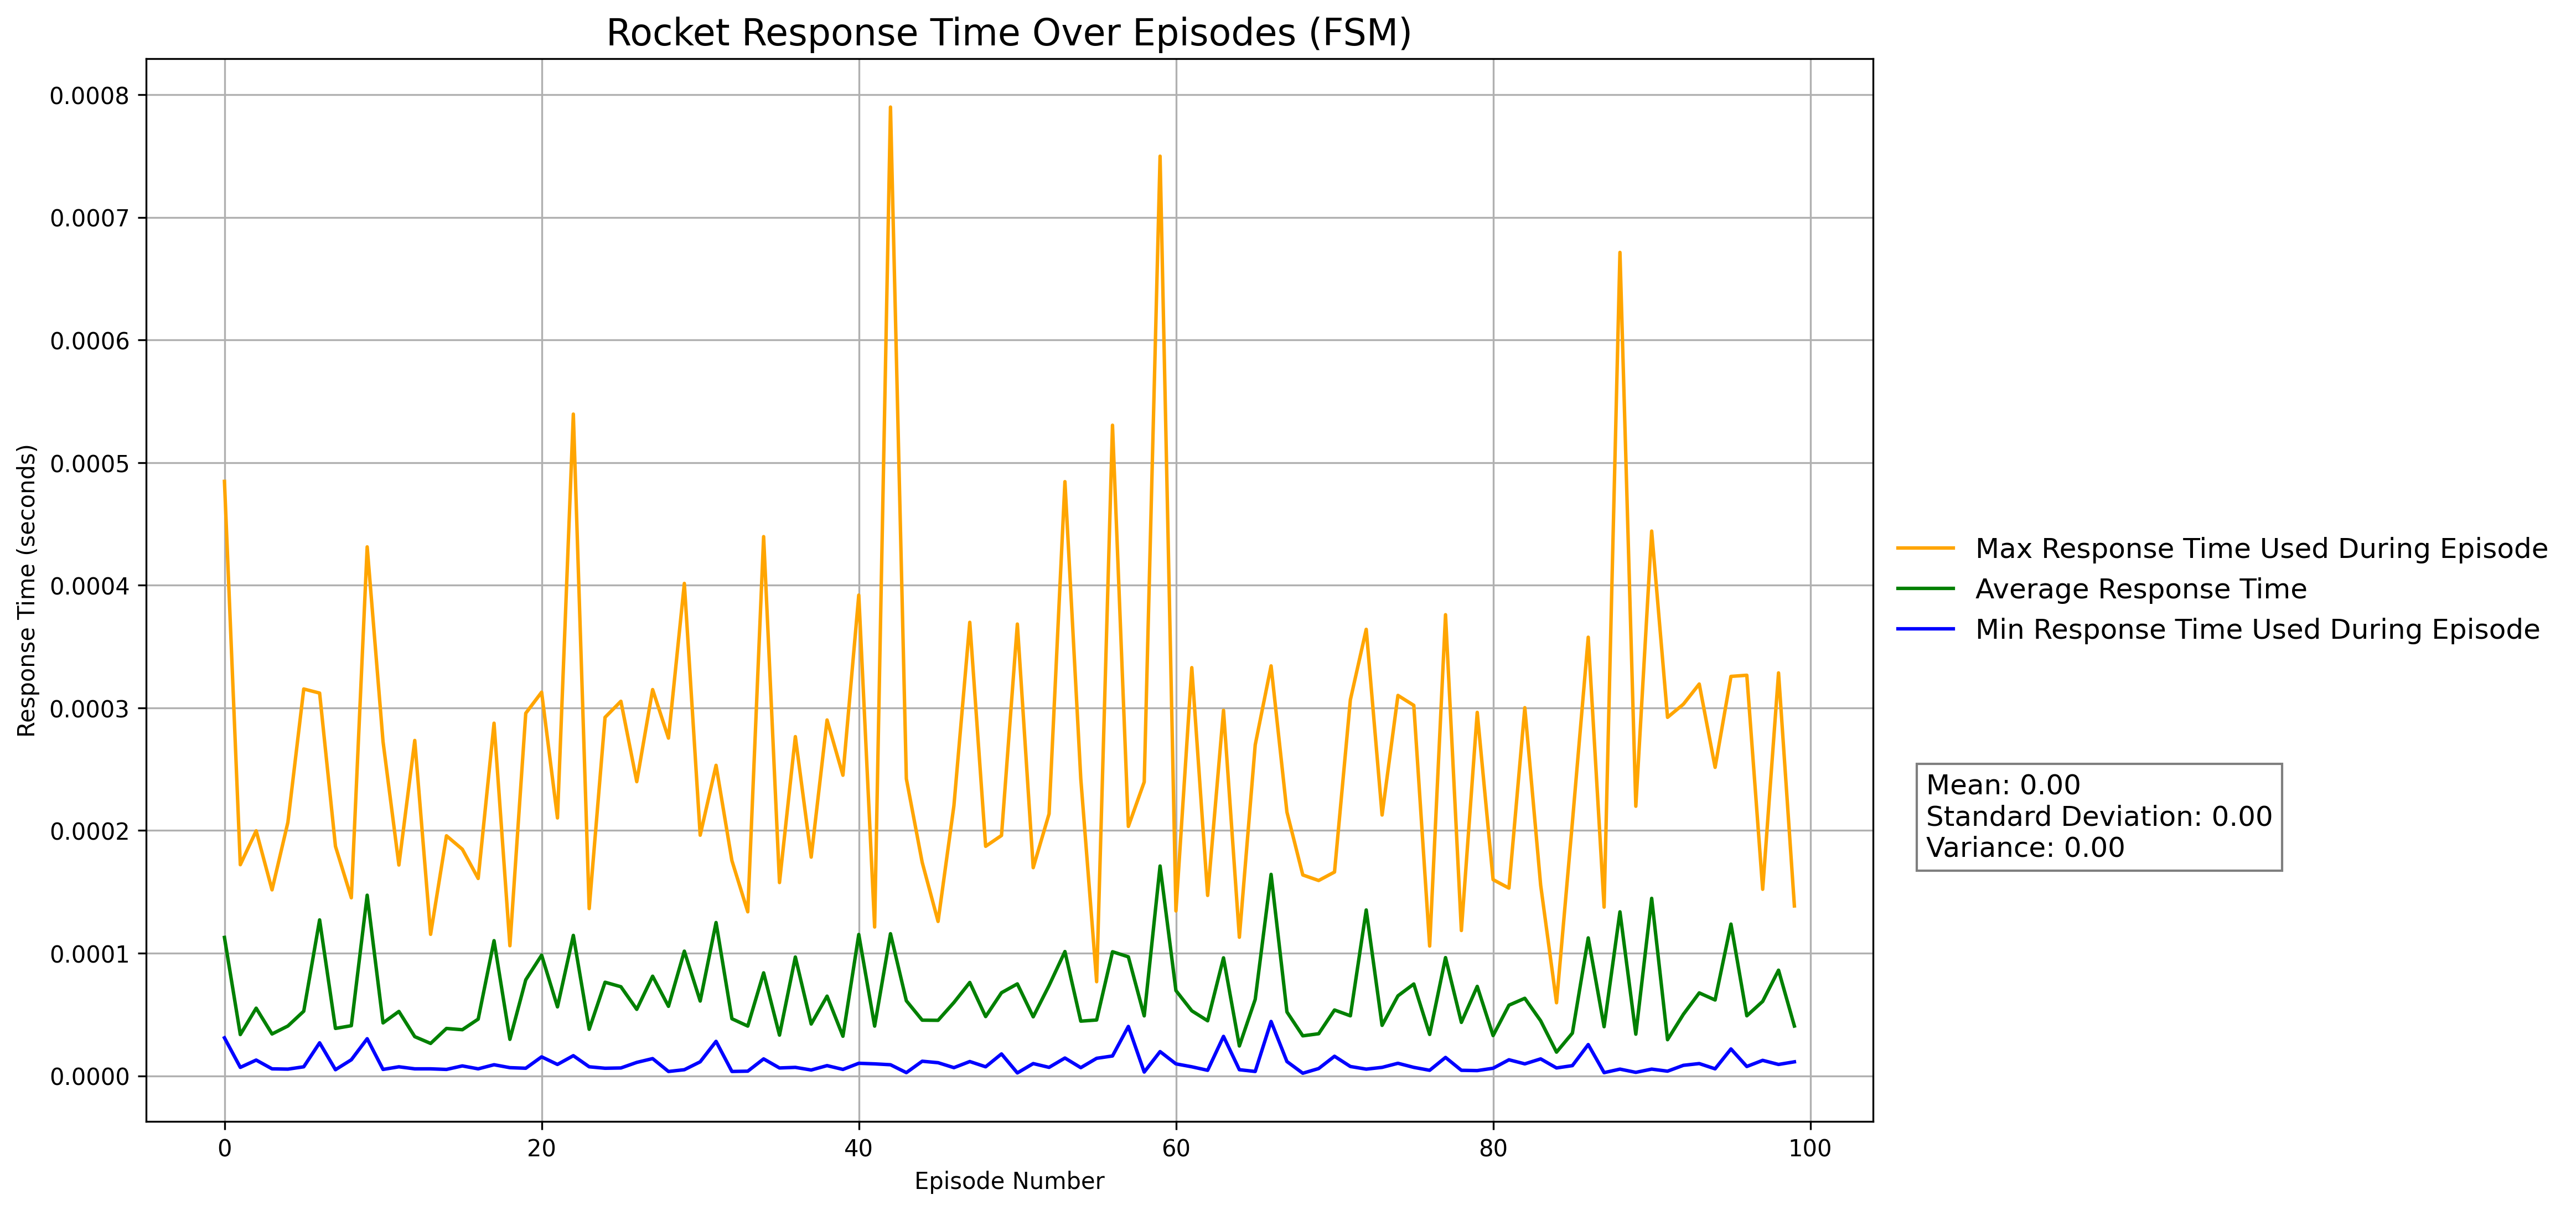 Rocket Response Time Over Episodes (FSM)
0.0008
0.0007
0.0006
0.0005
0.0004
0.0003
0.0002
0.0001
0.0000
Response Time (seconds)
0 20 40 60 80 100
Episode Number
Max Response Time Used During Episode
Average Response Time
Min Response Time Used During Episode
Mean: 0.00
Standard Deviation: 0.00
Variance: 0.00